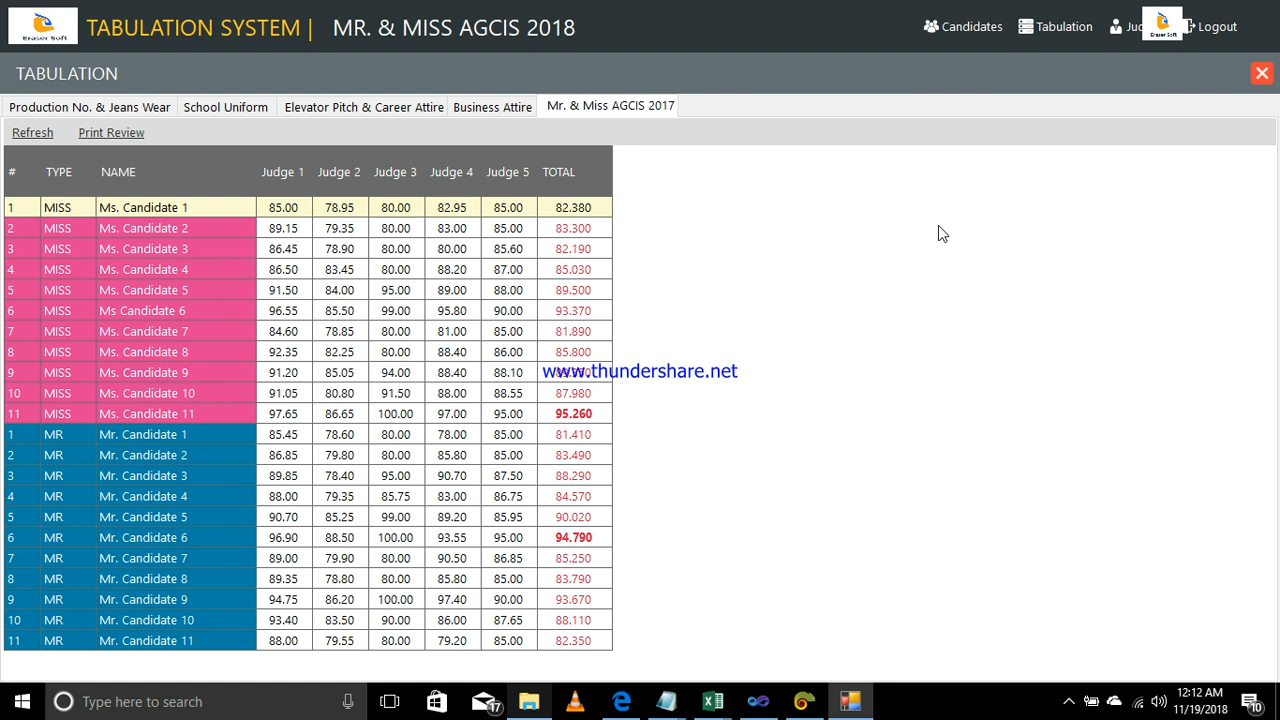 Eraser Soft TABULATION SYSTEM | MR. & MISS AGCIS 2018 Candidates Tabulation Eraser Soft Logout
TABULATION
Production No. & Jeans Wear School Uniform Elevator Pitch & Career Attire Business Attire Mr. & Miss AGCIS 2017
Refresh Print Review
# TYPE NAME Judge 1 Judge 2 Judge 3 Judge 4 Judge 5 TOTAL
1 MISS Ms. Candidate 1 85.00 78.95 80.00 82.95 85.00 82.380
2 MISS Ms. Candidate 2 89.15 79.35 80.00 83.00 85.00 83.300
3 MISS Ms. Candidate 3 86.45 78.90 80.00 80.00 85.60 82.190
4 MISS Ms. Candidate 4 86.50 83.45 80.00 88.20 87.00 85.030
5 MISS Ms. Candidate 5 91.50 84.00 95.00 89.00 88.00 89.500
6 MISS Ms Candidate 6 96.55 85.50 99.00 95.80 90.00 93.370
7 MISS Ms. Candidate 7 84.60 78.85 80.00 81.00 85.00 81.890
8 MISS Ms. Candidate 8 92.35 82.25 80.00 88.40 86.00 85.800
9 MISS Ms. Candidate 9 91.20 85.05 94.00 88.40 88.10 www.thundershare.net
10 MISS Ms. Candidate 10 91.05 80.80 91.50 88.00 88.55 87.980
11 MISS Ms. Candidate 11 97.65 86.65 100.00 97.00 95.00 95.260
1 MR Mr. Candidate 1 85.45 78.60 80.00 78.00 85.00 81.410
2 MR Mr. Candidate 2 86.85 79.80 80.00 85.80 85.00 83.490
3 MR Mr. Candidate 3 89.85 78.40 95.00 90.70 87.50 88.290
4 MR Mr. Candidate 4 88.00 79.35 85.75 83.00 86.75 84.570
5 MR Mr. Candidate 5 90.70 85.25 99.00 89.20 85.95 90.020
6 MR Mr. Candidate 6 96.90 88.50 100.00 93.55 95.00 94.790
7 MR Mr. Candidate 7 89.00 79.90 80.00 90.50 86.85 85.250
8 MR Mr. Candidate 8 89.35 78.80 80.00 85.80 85.00 83.790
9 MR Mr. Candidate 9 94.75 86.20 100.00 97.40 90.00 93.670
10 MR Mr. Candidate 10 93.40 83.50 90.00 86.00 87.65 88.110
11 MR Mr. Candidate 11 88.00 79.55 80.00 79.20 85.00 82.350
Type here to search 17 12:12 AM
11/19/2018 10